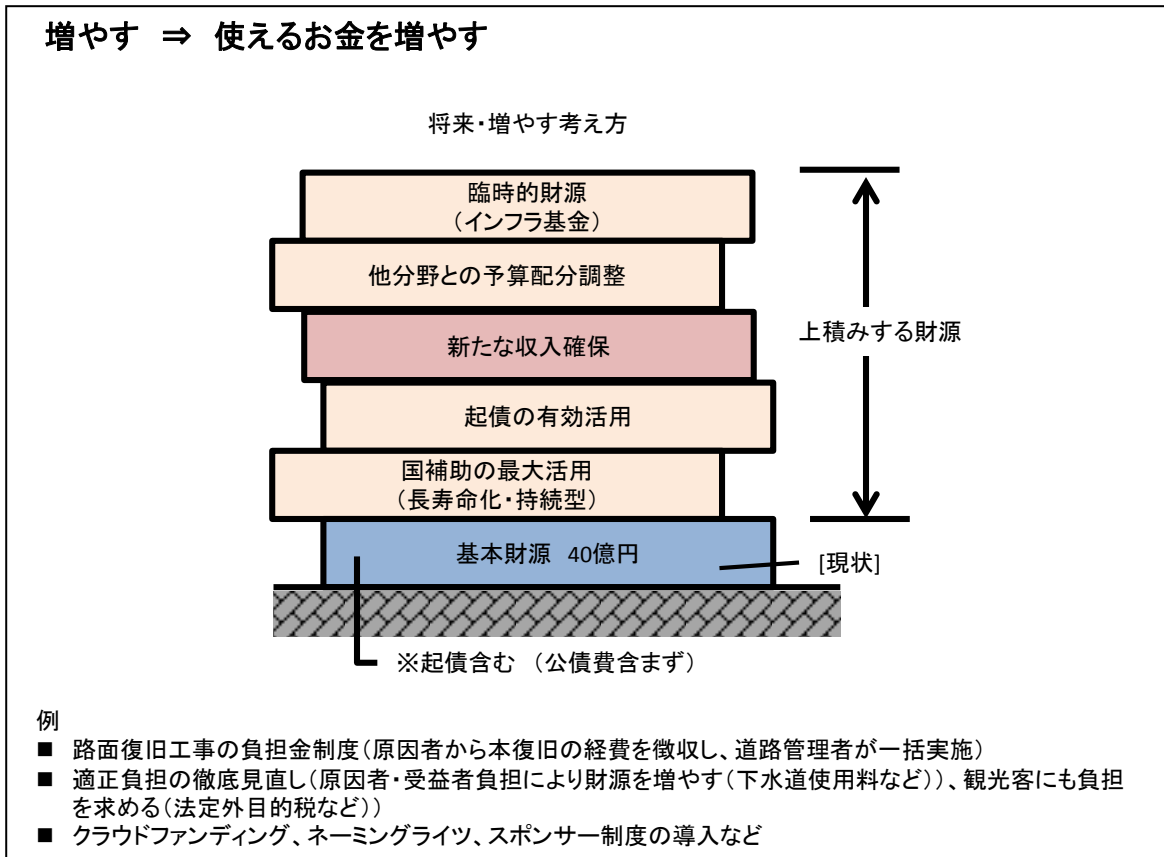 増やす ⇒ 使えるお金を増やす
将来・増やす考え方
臨時的財源
（インフラ基金）
他分野との予算配分調整
新たな収入確保
起債の有効活用
国補助の最大活用
（長寿命化・持続型）
上積みする財源
基本財源 40億円
[現状]
※起債含む （公債費含まず）
例
■ 路面復旧工事の負担金制度（原因者から本復旧の経費を徴収し、道路管理者が一括実施）
■ 適正負担の徹底見直し（原因者・受益者負担により財源を増やす（下水道使用料など））、観光客にも負担
を求める（法定外目的税など））
■ クラウドファンディング、ネーミングライツ、スポンサー制度の導入など